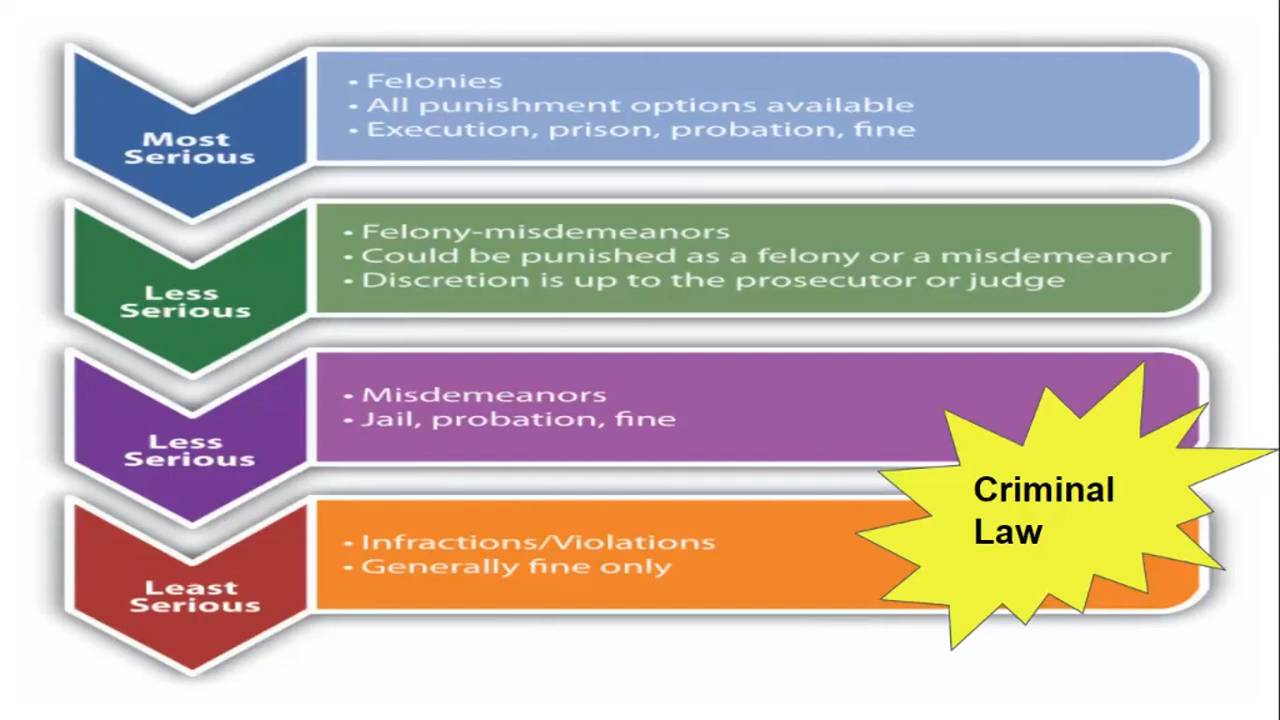 Most
Serious
• Felonies
• All punishment options available
• Execution, prison, probation, fine
Less
Serious
• Felony-misdemeanors
• Could be punished as a felony or a misdemeanor
• Discretion is up to the prosecutor or judge
Less
Serious
• Misdemeanors
• Jail, probation, fine
Least
Serious
• Infractions/Violations
• Generally fine only
Criminal
Law